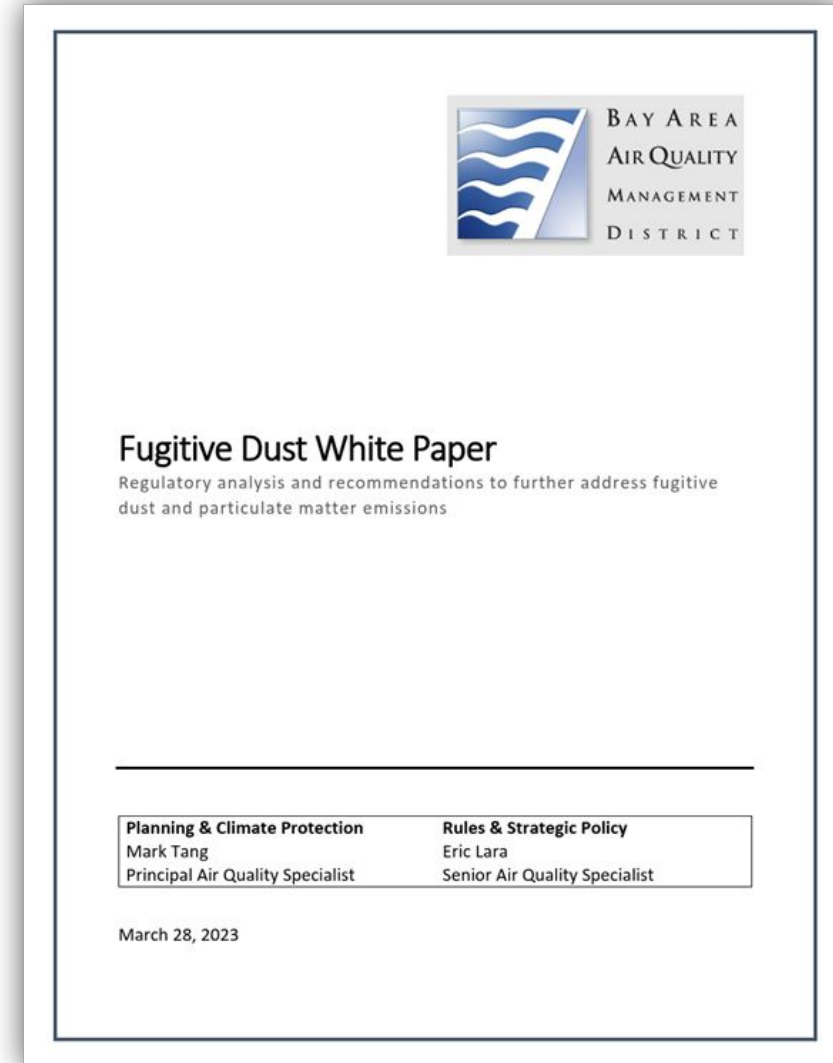 BAY AREA
AIR QUALITY
MANAGEMENT
DISTRICT
Fugitive Dust White Paper
Regulatory analysis and recommendations to further address fugitive
dust and particulate matter emissions
Planning & Climate Protection Rules & Strategic Policy
Mark Tang Eric Lara
Principal Air Quality Specialist Senior Air Quality Specialist
March 28, 2023